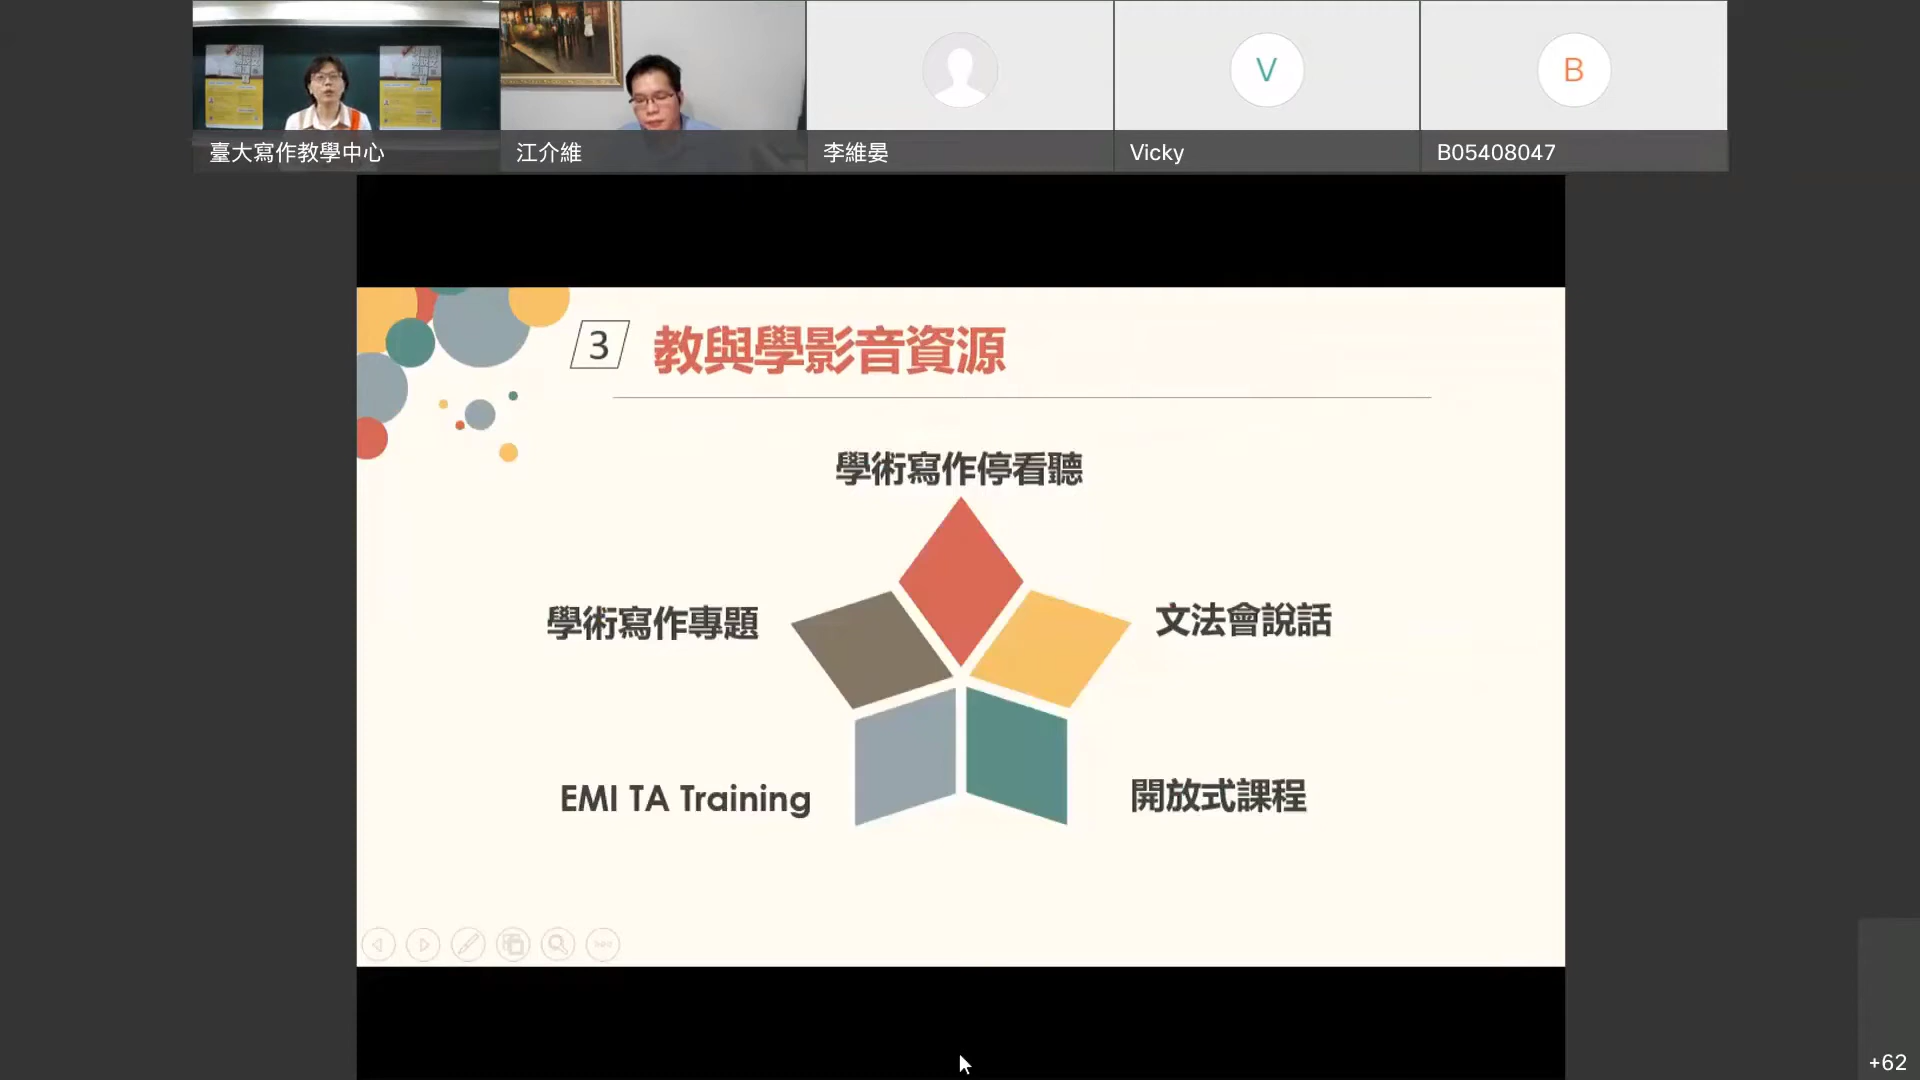 臺大寫作教學中心
江介維
李維晏
V
Vicky
B
B05408047
3
教與學影音資源
學術寫作停看聽
學術寫作專題
文法會說話
EMI TA Training
開放式課程
+62